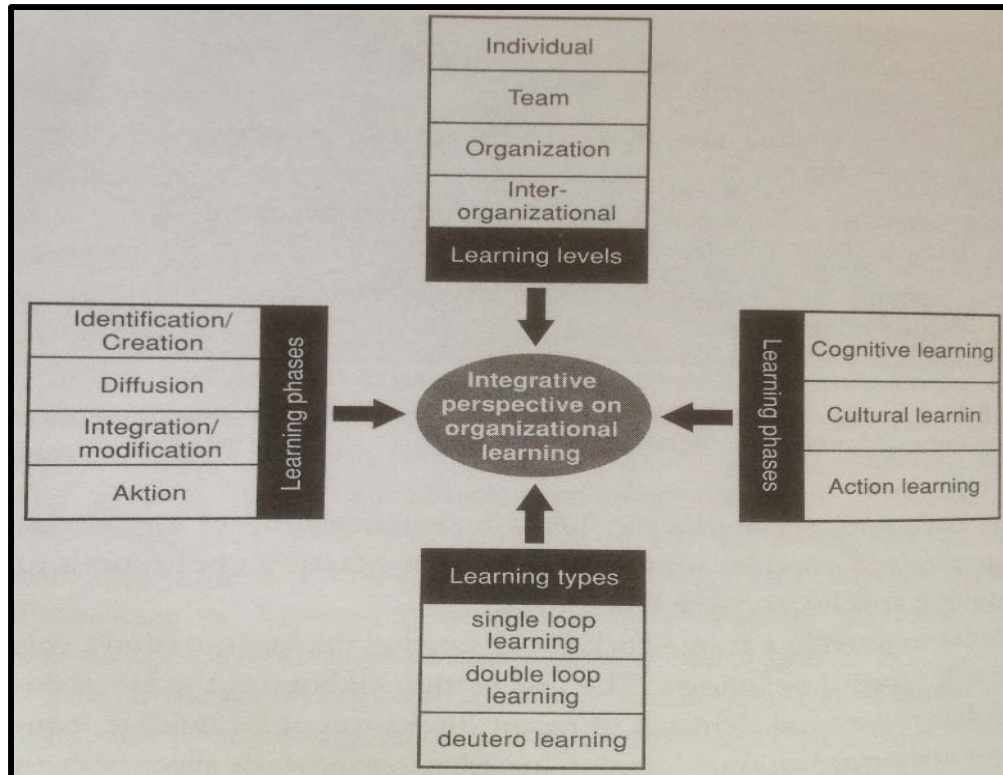 Individual
Team
Organization
Inter-
organizational
Learning levels
Identification/
Creation
Diffusion
Integration/
modification
Aktion
Learning phases
Integrative
perspective on
organizational
learning
Learning phases
Cognitive learning
Cultural learnin
Action learning
Learning types
single loop
learning
double loop
learning
deutero learning